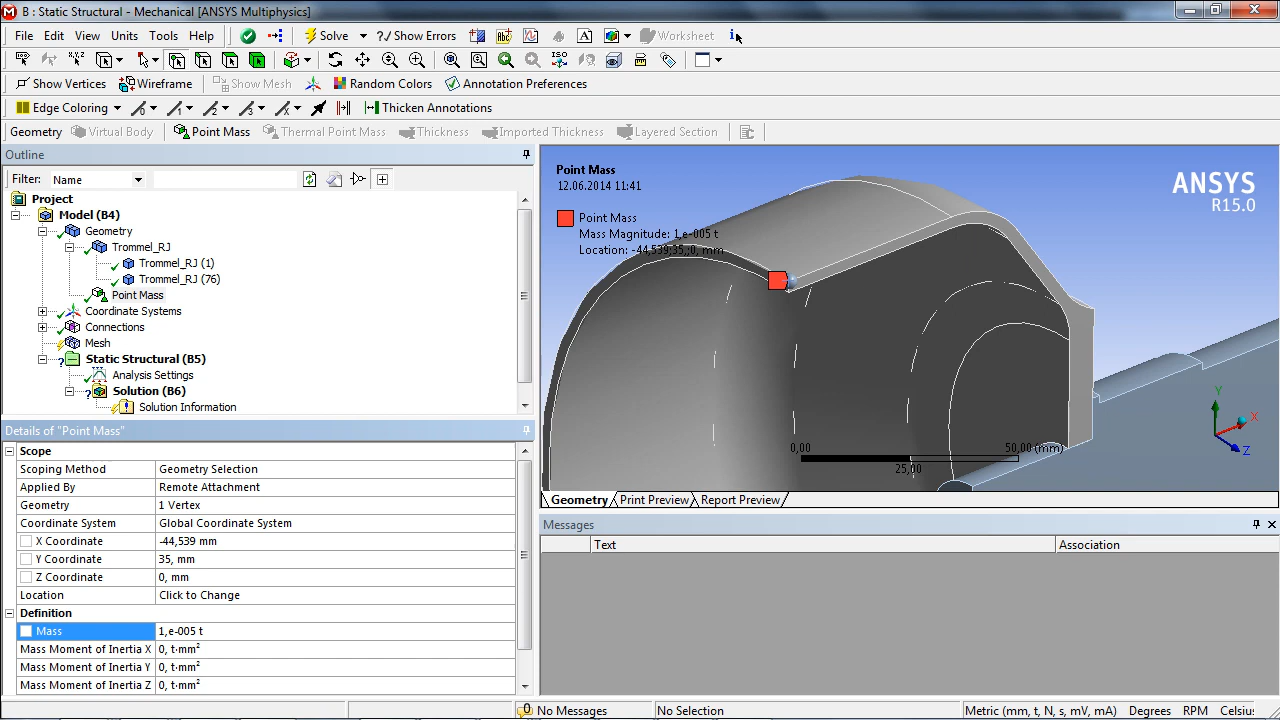 B : Static Structural - Mechanical [ANSYS Multiphysics]
File Edit View Units Tools Help Solve ?/ Show Errors Worksheet i
Show Vertices Wireframe Show Mesh Random Colors Annotation Preferences
Edge Coloring Thicken Annotations
Geometry Virtual Body Point Mass Thermal Point Mass Thickness Imported Thickness Layered Section
Outline
Filter: Name
Project
Model (B4)
Geometry
Trommel_RJ
Trommel_RJ (1)
Trommel_RJ (76)
Point Mass
Coordinate Systems
Connections
Mesh
Static Structural (B5)
Analysis Settings
Solution (B6)
Solution Information
Details of "Point Mass"
Scope
Scoping Method Geometry Selection
Applied By Remote Attachment
Geometry 1 Vertex
Coordinate System Global Coordinate System
X Coordinate -44,539 mm
Y Coordinate 35, mm
Z Coordinate 0, mm
Location Click to Change
Definition
Mass 1,e-005 t
Mass Moment of Inertia X 0, t·mm²
Mass Moment of Inertia Y 0, t·mm²
Mass Moment of Inertia Z 0, t·mm²
Point Mass
12.06.2014 11:41
Point Mass
Mass Magnitude: 1,e-005 t
Location: -44,539;35,;0, mm
ANSYS
R15.0
Y
X
Z
0,00 50,00 (mm)
25,00
Geometry Print Preview Report Preview
Messages
Text Association
0 No Messages No Selection Metric (mm, t, N, s, mV, mA) Degrees RPM Celsiu